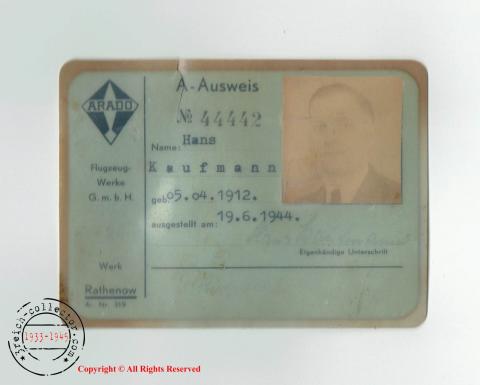 ARADO
Flugzeug-
Werke
G. m. b. H.
Werk
Rathenow
A-Ausweis
№ 44442
Name: Hans
Kaufmann
geb. 05.04.1912.
ausgestellt am: 19.6.1944.
Eigenhändige Unterschrift
3reich-collector.com
1933-1945
Copyright © All Rights Reserved